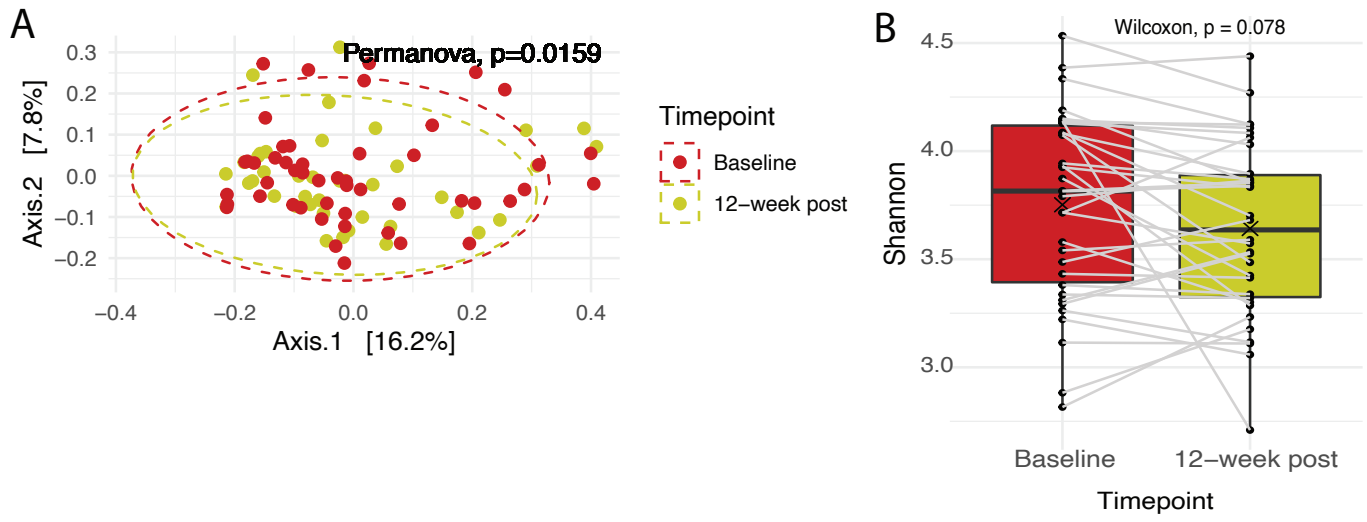 A
Permanova, p=0.0159
0.3
0.2
0.1
0.0
−0.1
−0.2
Axis.2 [7.8%]
−0.4
−0.2
0.0
0.2
0.4
Axis.1 [16.2%]
Timepoint
Baseline
12−week post
B
Wilcoxon, p = 0.078
4.5
4.0
3.5
3.0
Shannon
Baseline
12−week post
Timepoint